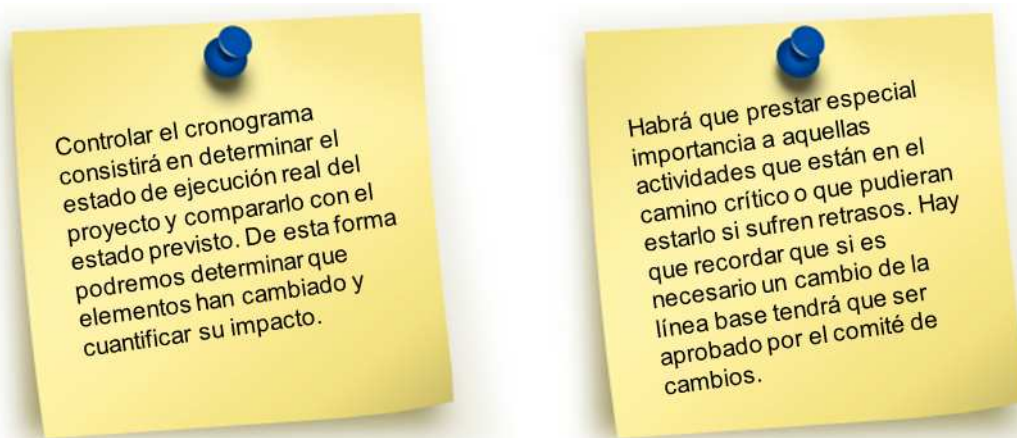 Controlar el cronograma
consistirá en determinar el
estado de ejecución real del
proyecto y compararlo con el
estado previsto. De esta forma
podremos determinar que
elementos han cambiado y
cuantificar su impacto.
Habrá que prestar especial
importancia a aquellas
actividades que están en el
camino crítico o que pudieran
estarlo si sufren retrasos. Hay
que recordar que si es
necesario un cambio de la
línea base tendrá que ser
aprobado por el comité de
cambios.